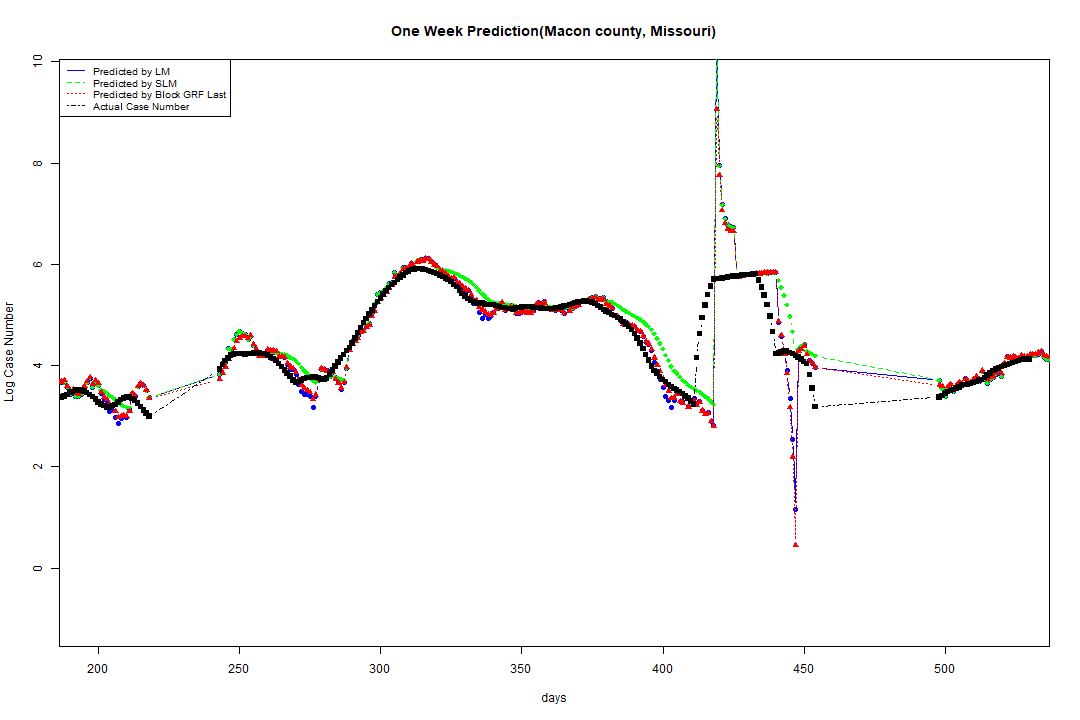 One Week Prediction(Macon county, Missouri)
Predicted by LM
Predicted by SLM
Predicted by Block GRF Last
Actual Case Number
10
8
6
4
2
0
Log Case Number
200 250 300 350 400 450 500
days